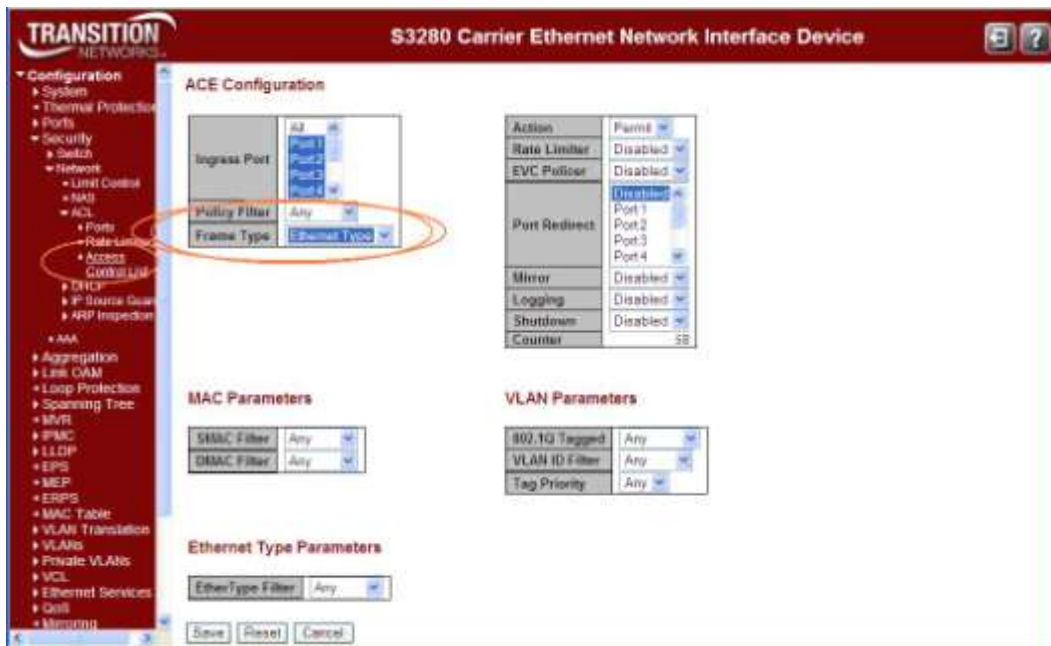 TRANSITION
NETWORKS
S3280 Carrier Ethernet Network Interface Device
Configuration
System
Thermal Protection
Ports
Security
Switch
Network
Limit Control
NAS
ACL
Ports
Rate Limiters
Access
Control List
DHCP
IP Source Guar
ARP Inspection
AAA
Aggregation
Link OAM
Loop Protection
Spanning Tree
MVR
IPMC
LLDP
EPS
MEP
ERPS
MAC Table
VLAN Translation
VLANs
Private VLANs
VCL
Ethernet Services
QoS
Mirroring
ACE Configuration
Ingress Port
All
Port 1
Port 2
Port 3
Port 4
Policy Filter Any
Frame Type Ethernet Type
Action Permit
Rate Limiter Disabled
EVC Policer Disabled
Port Redirect
Disabled
Port 1
Port 2
Port 3
Port 4
Mirror Disabled
Logging Disabled
Shutdown Disabled
Counter 58
MAC Parameters
SMAC Filter Any
DMAC Filter Any
VLAN Parameters
802.1Q Tagged Any
VLAN ID Filter Any
Tag Priority Any
Ethernet Type Parameters
EtherType Filter Any
Save Reset Cancel